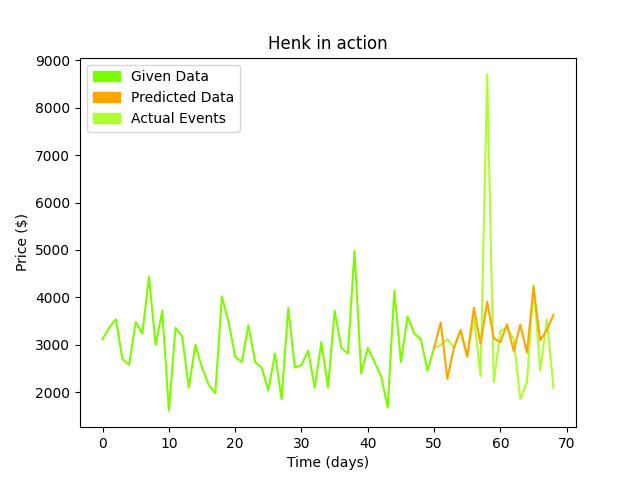 Henk in action
Given Data
Predicted Data
Actual Events
9000
8000
7000
6000
5000
4000
3000
2000
Price ($)
0 10 20 30 40 50 60 70
Time (days)